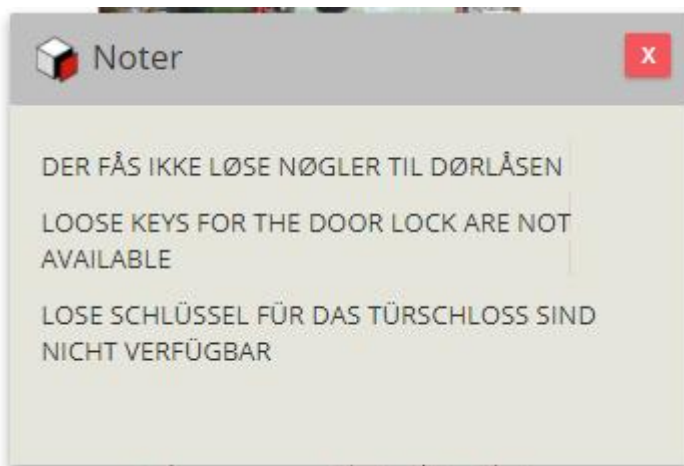 Noter
X
DER FÅS IKKE LØSE NØGLER TIL DØRLÅSEN
LOOSE KEYS FOR THE DOOR LOCK ARE NOT
AVAILABLE
LOSE SCHLÜSSEL FÜR DAS TÜRSCHLOSS SIND
NICHT VERFÜGBAR